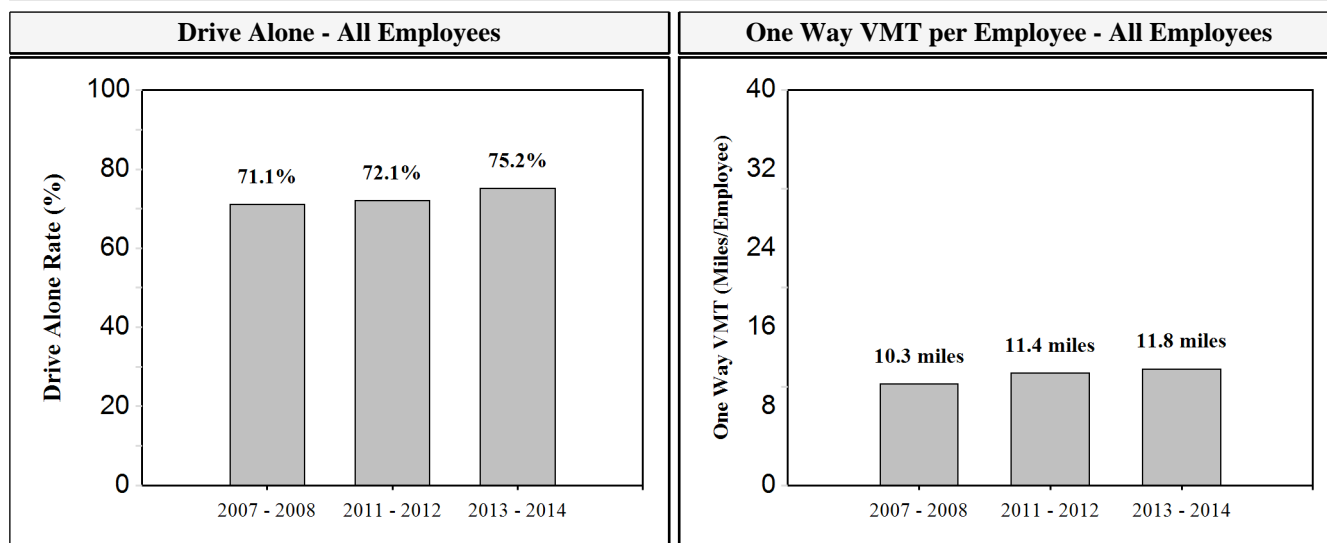 Drive Alone - All Employees
One Way VMT per Employee - All Employees
Drive Alone Rate (%)
100
80
60
40
20
0
71.1%
72.1%
75.2%
2007 - 2008
2011 - 2012
2013 - 2014
One Way VMT (Miles/Employee)
40
32
24
16
8
0
10.3 miles
11.4 miles
11.8 miles
2007 - 2008
2011 - 2012
2013 - 2014